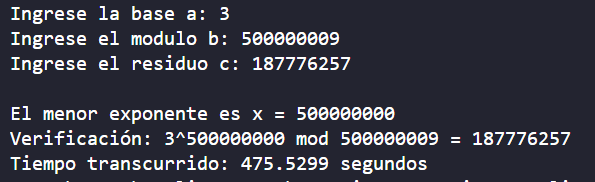 Ingrese la base a: 3
Ingrese el modulo b: 500000009
Ingrese el residuo c: 187776257
El menor exponente es x = 500000000
Verificación: 3^500000000 mod 500000009 = 187776257
Tiempo transcurrido: 475.5299 segundos